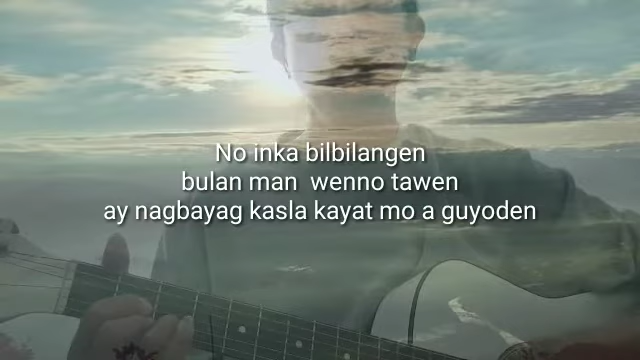 No inka bilbilangen
bulan man wenno tawen
ay nagbayag kasla kayat mo a guyoden